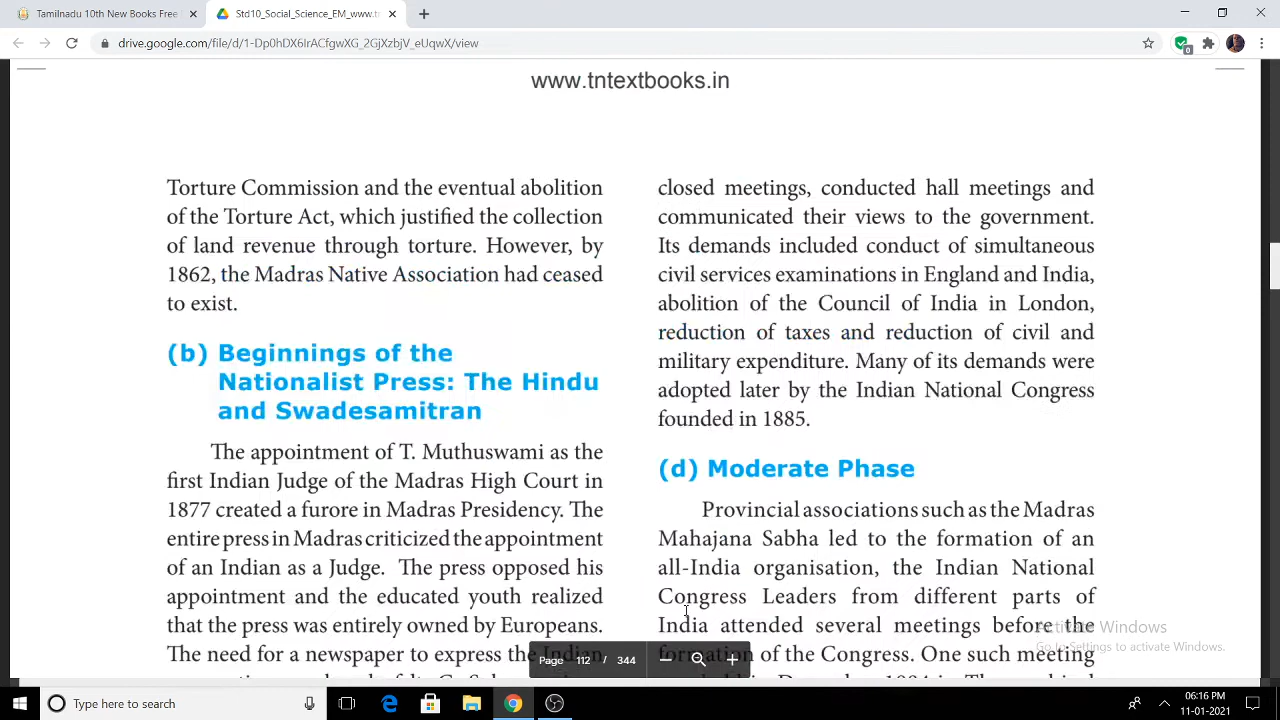 Tamilnadu 10th New Books Free
Std10_Social_Science_EM_www.t
drive.google.com/file/d/1-Dp0hDX6IrACfgwXG_2GjXzbjV_eUqwX/view
www.tntextbooks.in
Torture Commission and the eventual abolition
of the Torture Act, which justified the collection
of land revenue through torture. However, by
1862, the Madras Native Association had ceased
to exist.
(b) Beginnings of the
Nationalist Press: The Hindu
and Swadesamitran
The appointment of T. Muthuswami as the
first Indian Judge of the Madras High Court in
1877 created a furore in Madras Presidency. The
entire press in Madras criticized the appointment
of an Indian as a Judge. The press opposed his
appointment and the educated youth realized
that the press was entirely owned by Europeans.
The need for a newspaper to express the Indian
closed meetings, conducted hall meetings and
communicated their views to the government.
Its demands included conduct of simultaneous
civil services examinations in England and India,
abolition of the Council of India in London,
reduction of taxes and reduction of civil and
military expenditure. Many of its demands were
adopted later by the Indian National Congress
founded in 1885.
(d) Moderate Phase
Provincial associations such as the Madras
Mahajana Sabha led to the formation of an
all-India organisation, the Indian National
Congress Leaders from different parts of
India attended several meetings before the
formation of the Congress. One such meeting
Activate Windows
Go to Settings to activate Windows.
Page 112 / 344
Type here to search
06:16 PM
11-01-2021